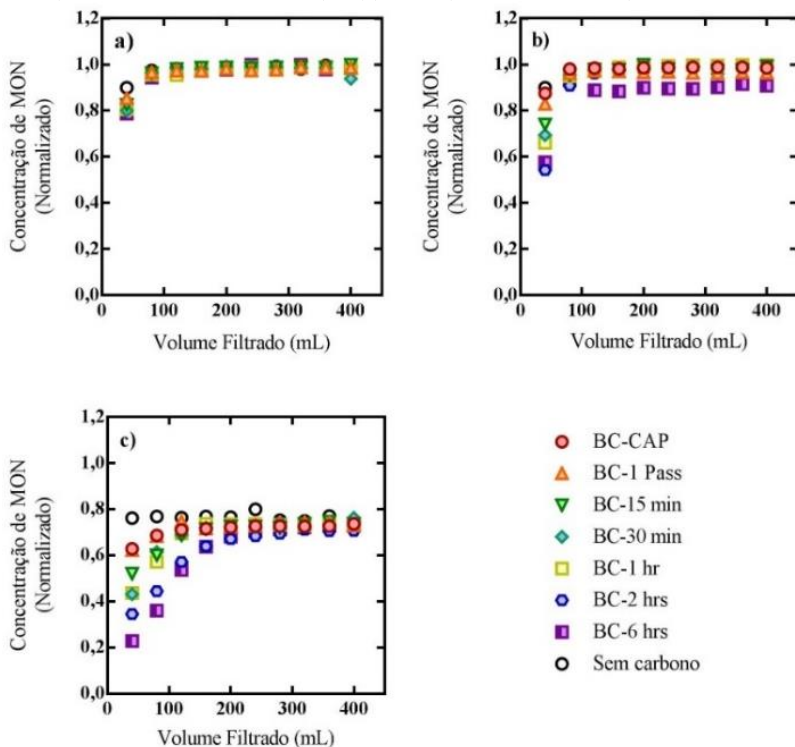 a)
Concentração de MON
(Normalizado)
1,2
1,0
0,8
0,6
0,4
0,2
0,0
0
100
200
300
400
Volume Filtrado (mL)
b)
Concentração de MON
(Normalizado)
1,2
1,0
0,8
0,6
0,4
0,2
0,0
0
100
200
300
400
Volume Filtrado (mL)
c)
Concentração de MON
(Normalizado)
1,2
1,0
0,8
0,6
0,4
0,2
0,0
0
100
200
300
400
Volume Filtrado (mL)
BC-CAP
BC-1 Pass
BC-15 min
BC-30 min
BC-1 hr
BC-2 hrs
BC-6 hrs
Sem carbono